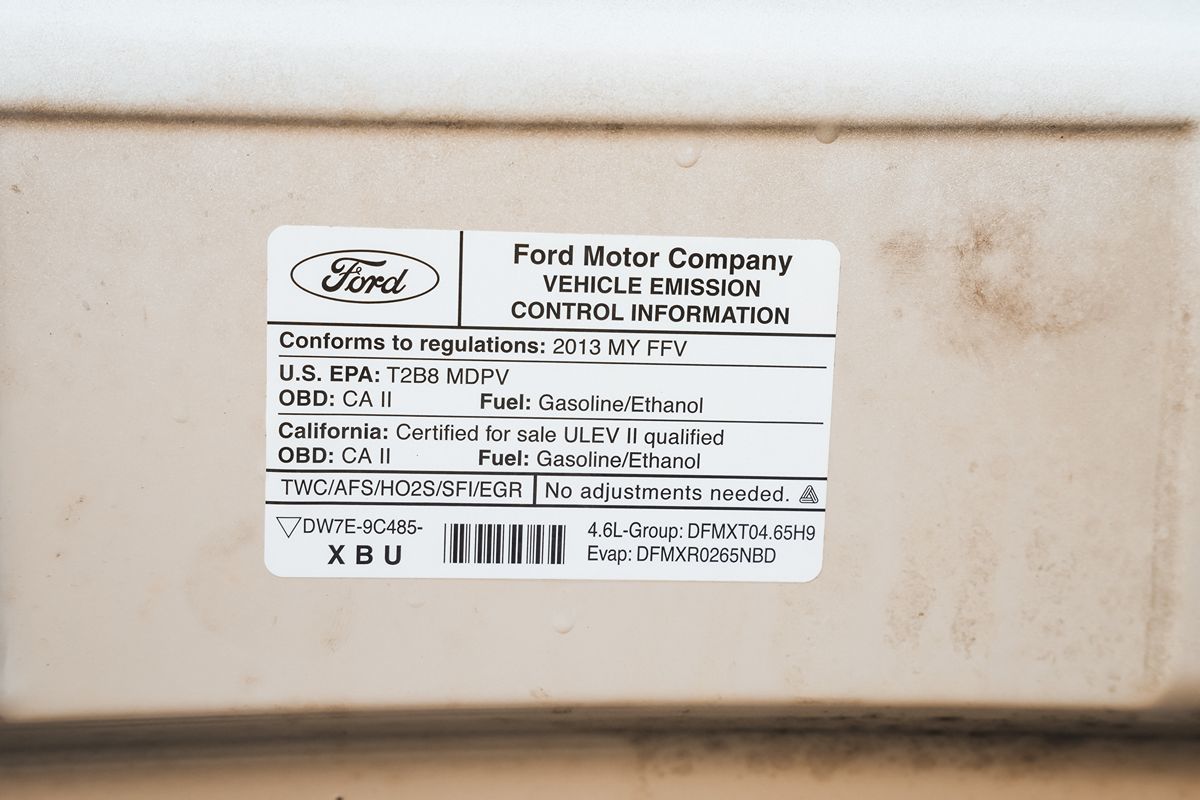 Ford
Ford Motor Company
VEHICLE EMISSION
CONTROL INFORMATION
Conforms to regulations: 2013 MY FFV
U.S. EPA: T2B8 MDPV
OBD: CA II Fuel: Gasoline/Ethanol
California: Certified for sale ULEV II qualified
OBD: CA II Fuel: Gasoline/Ethanol
TWC/AFS/HO2S/SFI/EGR No adjustments needed.
DW7E-9C485-
XBU
4.6L-Group: DFMXT04.65H9
Evap: DFMXR0265NBD